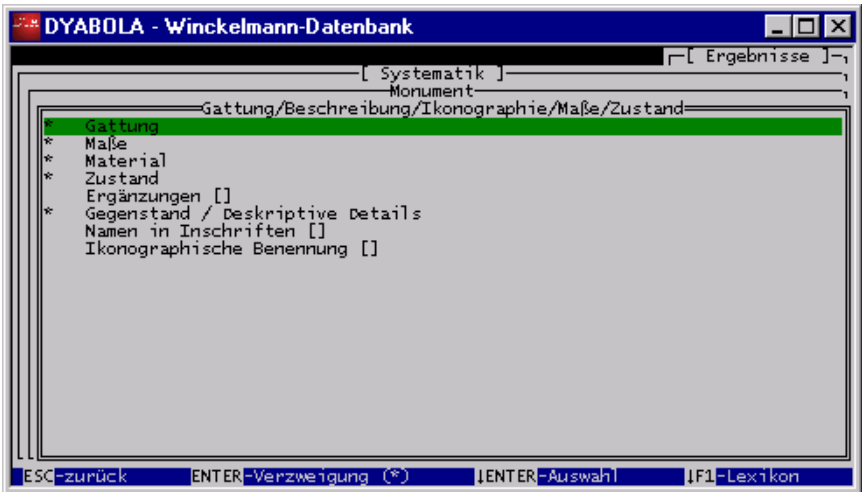 DYABOLA - Winckelmann-Datenbank
[ Ergebnisse ]
[ Systematik ]
Monument
Gattung/Beschreibung/Ikonographie/Maße/Zustand
* Gattung
* Maße
* Material
* Zustand
Ergänzungen []
* Gegenstand / Deskriptive Details
Namen in Inschriften []
Ikonographische Benennung []
ESC-zurück ENTER-Verzweigung (*) ↓ENTER-Auswahl ↓F1-Lexikon